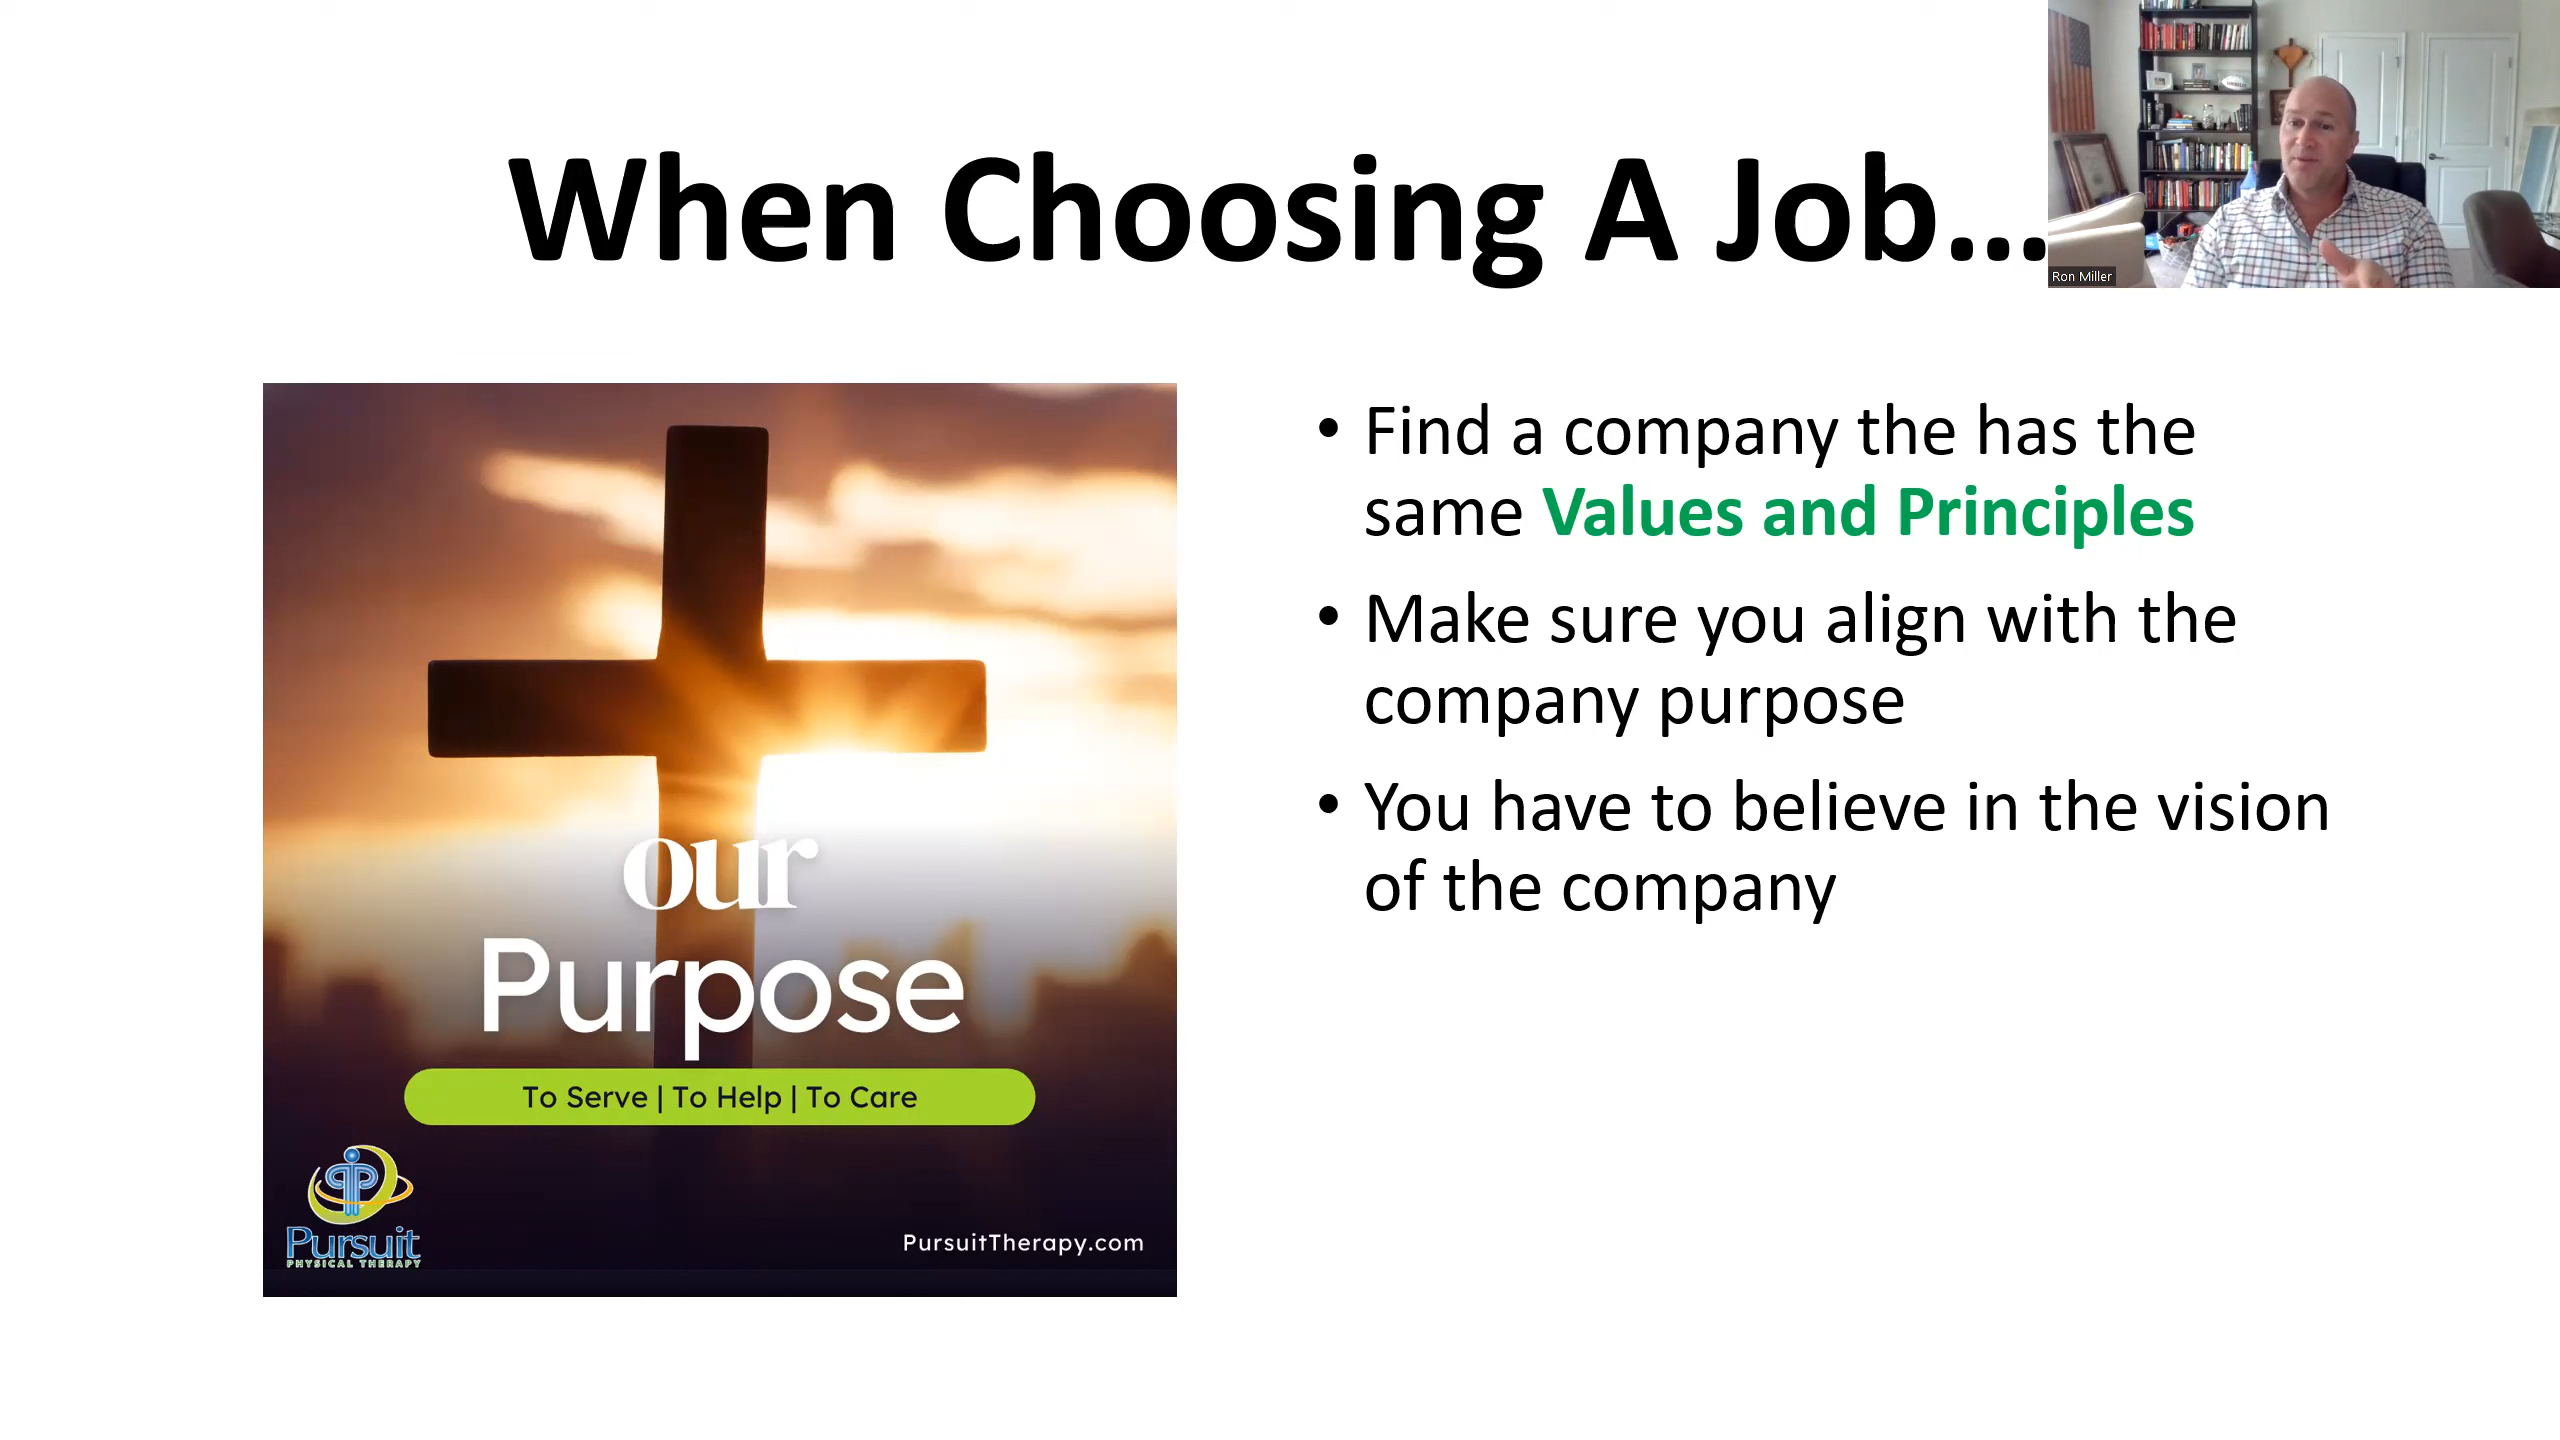 When Choosing A Job...
Ron Miller
our
Purpose
To Serve | To Help | To Care
Pursuit
PHYSICAL THERAPY
PursuitTherapy.com
• Find a company the has the
same Values and Principles
• Make sure you align with the
company purpose
• You have to believe in the vision
of the company